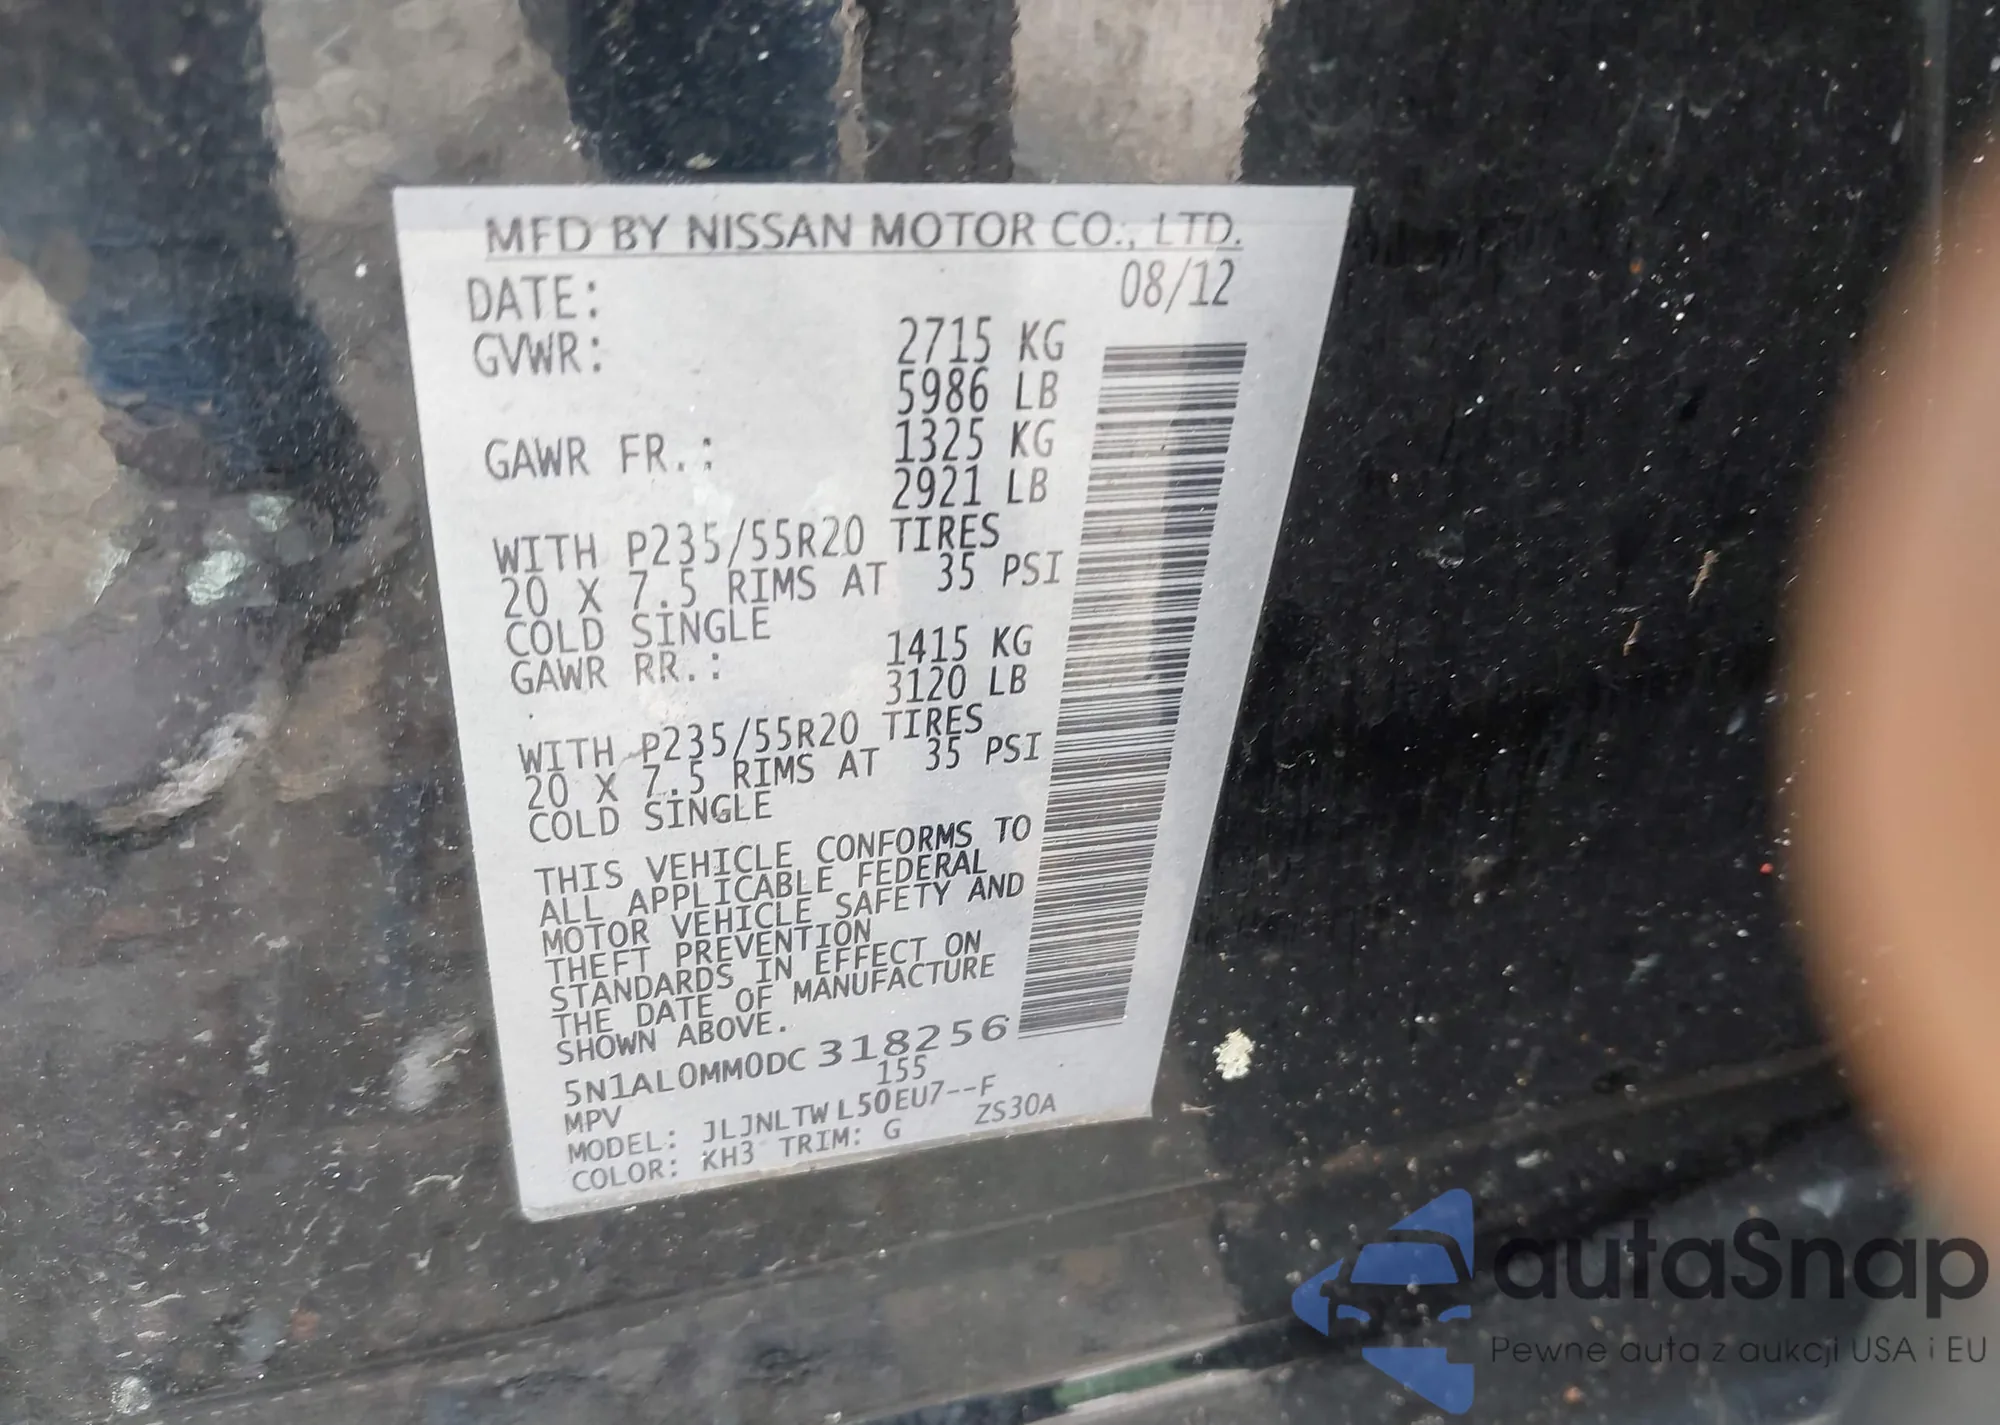 MFD BY NISSAN MOTOR CO., LTD.
DATE: 08/12
GVWR: 2715 KG
5986 LB
GAWR FR.: 1325 KG
2921 LB
WITH P235/55R20 TIRES
20 X 7.5 RIMS AT 35 PSI
COLD SINGLE
GAWR RR.: 1415 KG
3120 LB
WITH P235/55R20 TIRES
20 X 7.5 RIMS AT 35 PSI
COLD SINGLE
THIS VEHICLE CONFORMS TO
ALL APPLICABLE FEDERAL
MOTOR VEHICLE SAFETY AND
THEFT PREVENTION
STANDARDS IN EFFECT ON
THE DATE OF MANUFACTURE
SHOWN ABOVE.
5N1AL0MM0DC318256
MPV 155
MODEL: JLJNLTWL50EU7--F
COLOR: KH3 TRIM: G ZS30A
autaSnap
Pewne auta z aukcji USA i EU